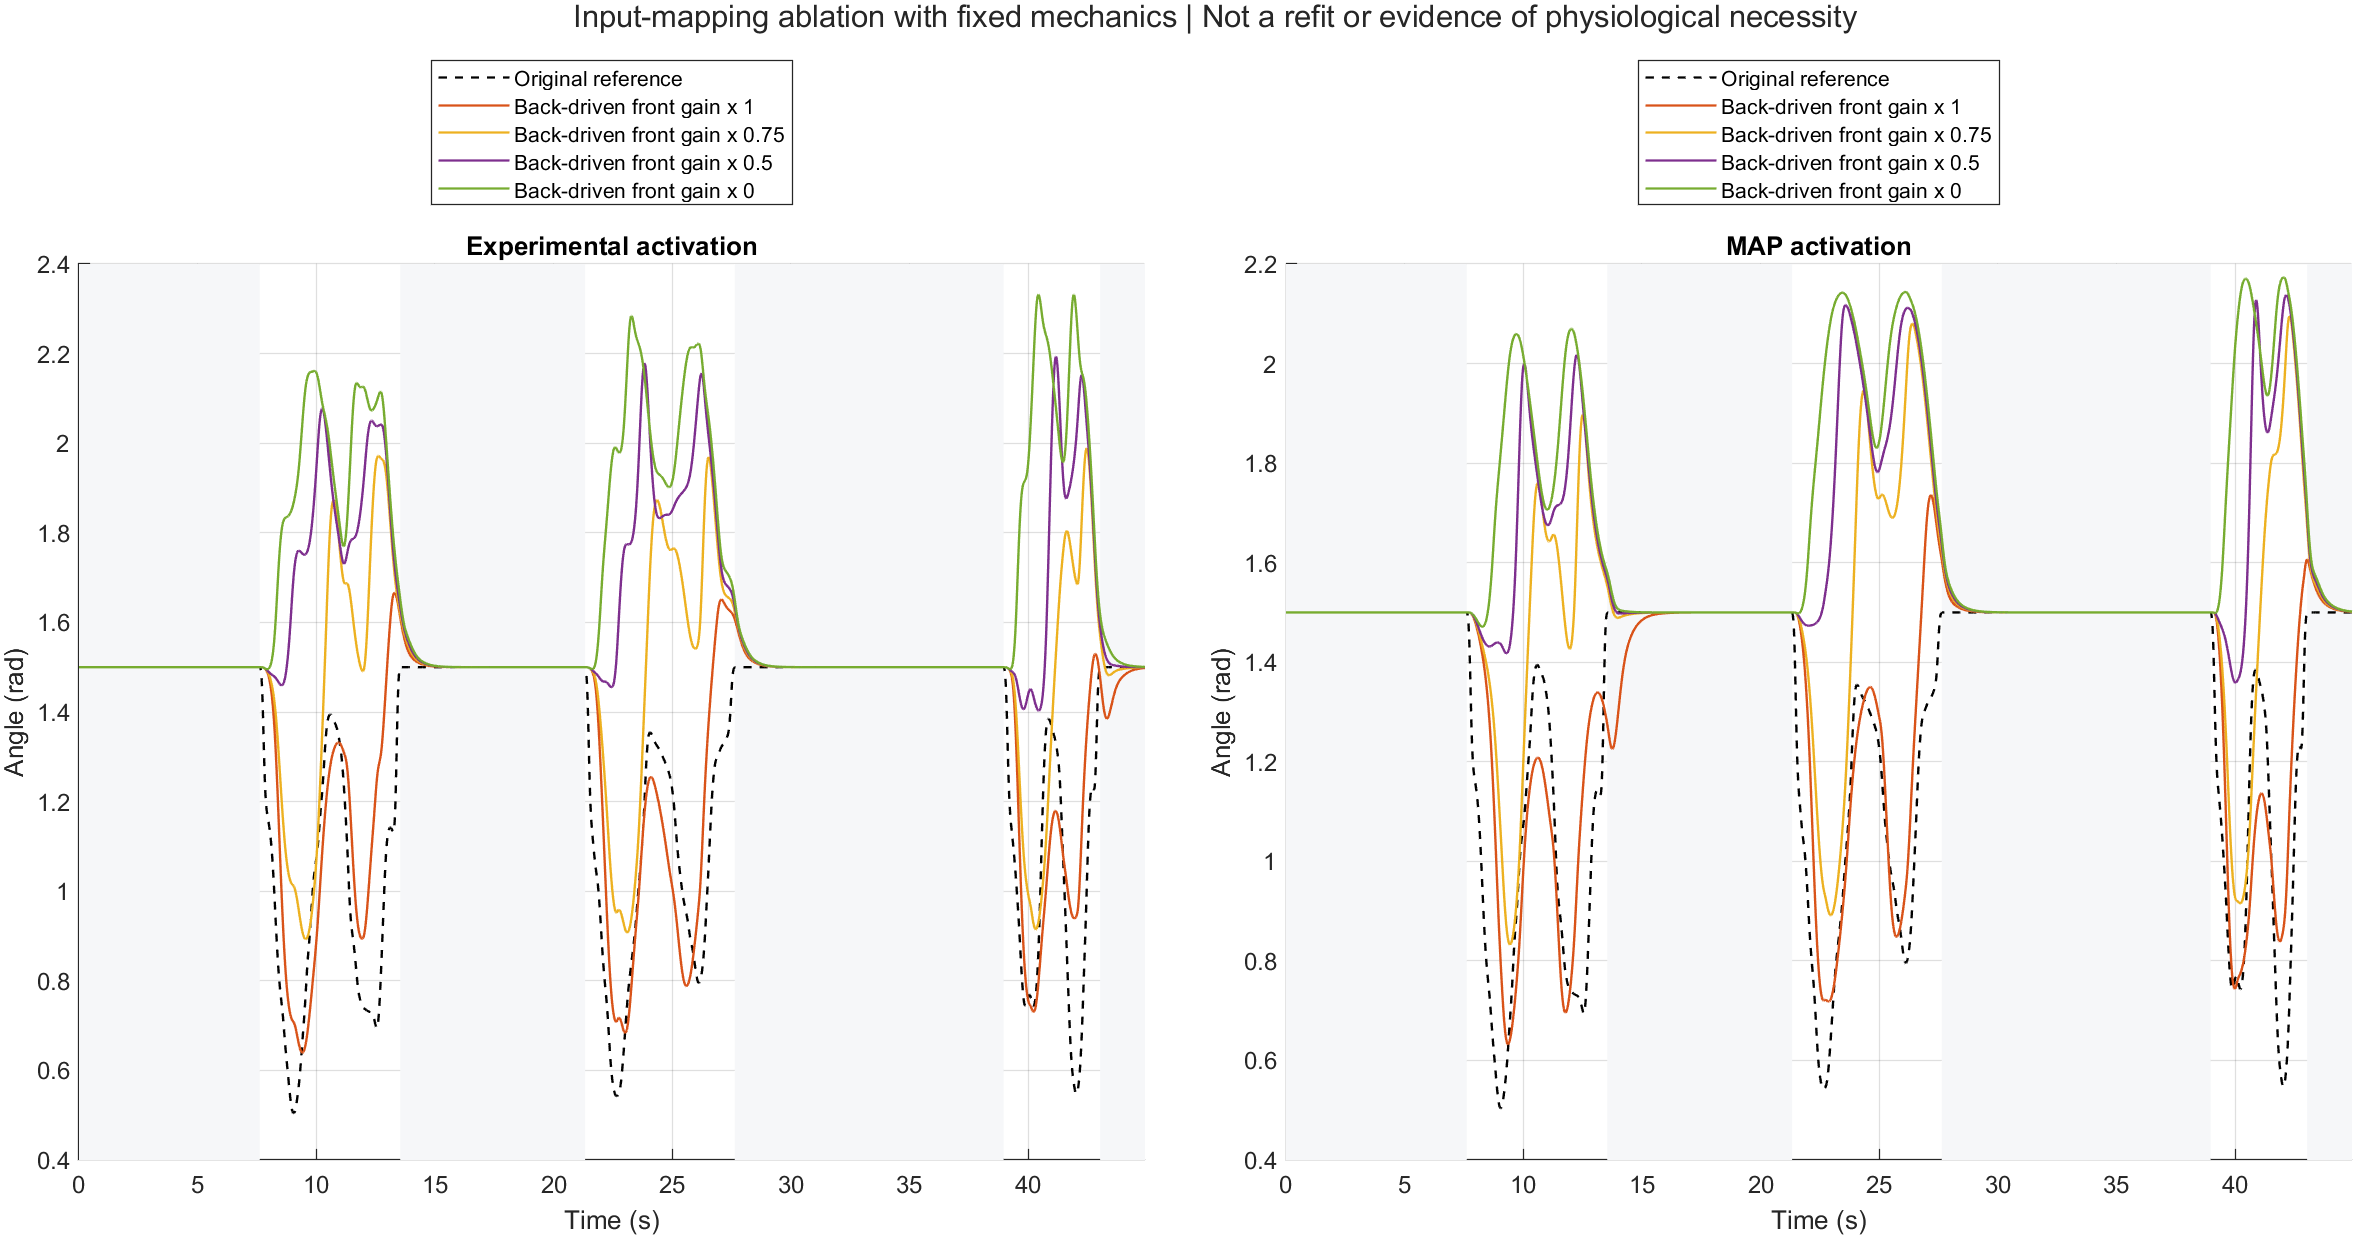 Input-mapping ablation with fixed mechanics | Not a refit or evidence of physiological necessity
Original reference
Back-driven front gain x 1
Back-driven front gain x 0.75
Back-driven front gain x 0.5
Back-driven front gain x 0
Experimental activation
2.4
2.2
2
1.8
1.6
1.4
1.2
1
0.8
0.6
0.4
Angle (rad)
0 5 10 15 20 25 30 35 40
Time (s)
Original reference
Back-driven front gain x 1
Back-driven front gain x 0.75
Back-driven front gain x 0.5
Back-driven front gain x 0
MAP activation
2.2
2
1.8
1.6
1.4
1.2
1
0.8
0.6
0.4
Angle (rad)
0 5 10 15 20 25 30 35 40
Time (s)